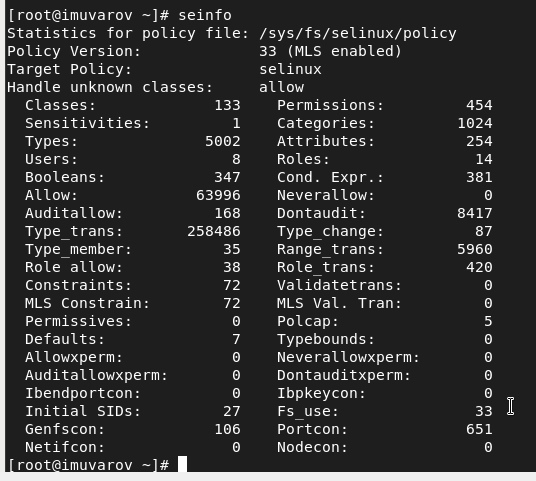 [root@imuvarov ~]# seinfo
Statistics for policy file: /sys/fs/selinux/policy
Policy Version:             33 (MLS enabled)
Target Policy:              selinux
Handle unknown classes:     allow
  Classes:             133    Permissions:         454
  Sensitivities:         1    Categories:         1024
  Types:              5002    Attributes:          254
  Users:                 8    Roles:                14
  Booleans:            347    Cond. Expr.:         381
  Allow:             63996    Neverallow:            0
  Auditallow:          168    Dontaudit:          8417
  Type_trans:       258486    Type_change:          87
  Type_member:          35    Range_trans:        5960
  Role allow:           38    Role_trans:          420
  Constraints:          72    Validatetrans:         0
  MLS Constrain:        72    MLS Val. Tran:         0
  Permissives:           0    Polcap:                5
  Defaults:              7    Typebounds:            0
  Allowxperm:            0    Neverallowxperm:       0
  Auditallowxperm:       0    Dontauditxperm:        0
  Ibendportcon:          0    Ibpkeycon:             0
  Initial SIDs:         27    Fs_use:               33
  Genfscon:            106    Portcon:             651
  Netifcon:              0    Nodecon:               0
[root@imuvarov ~]#